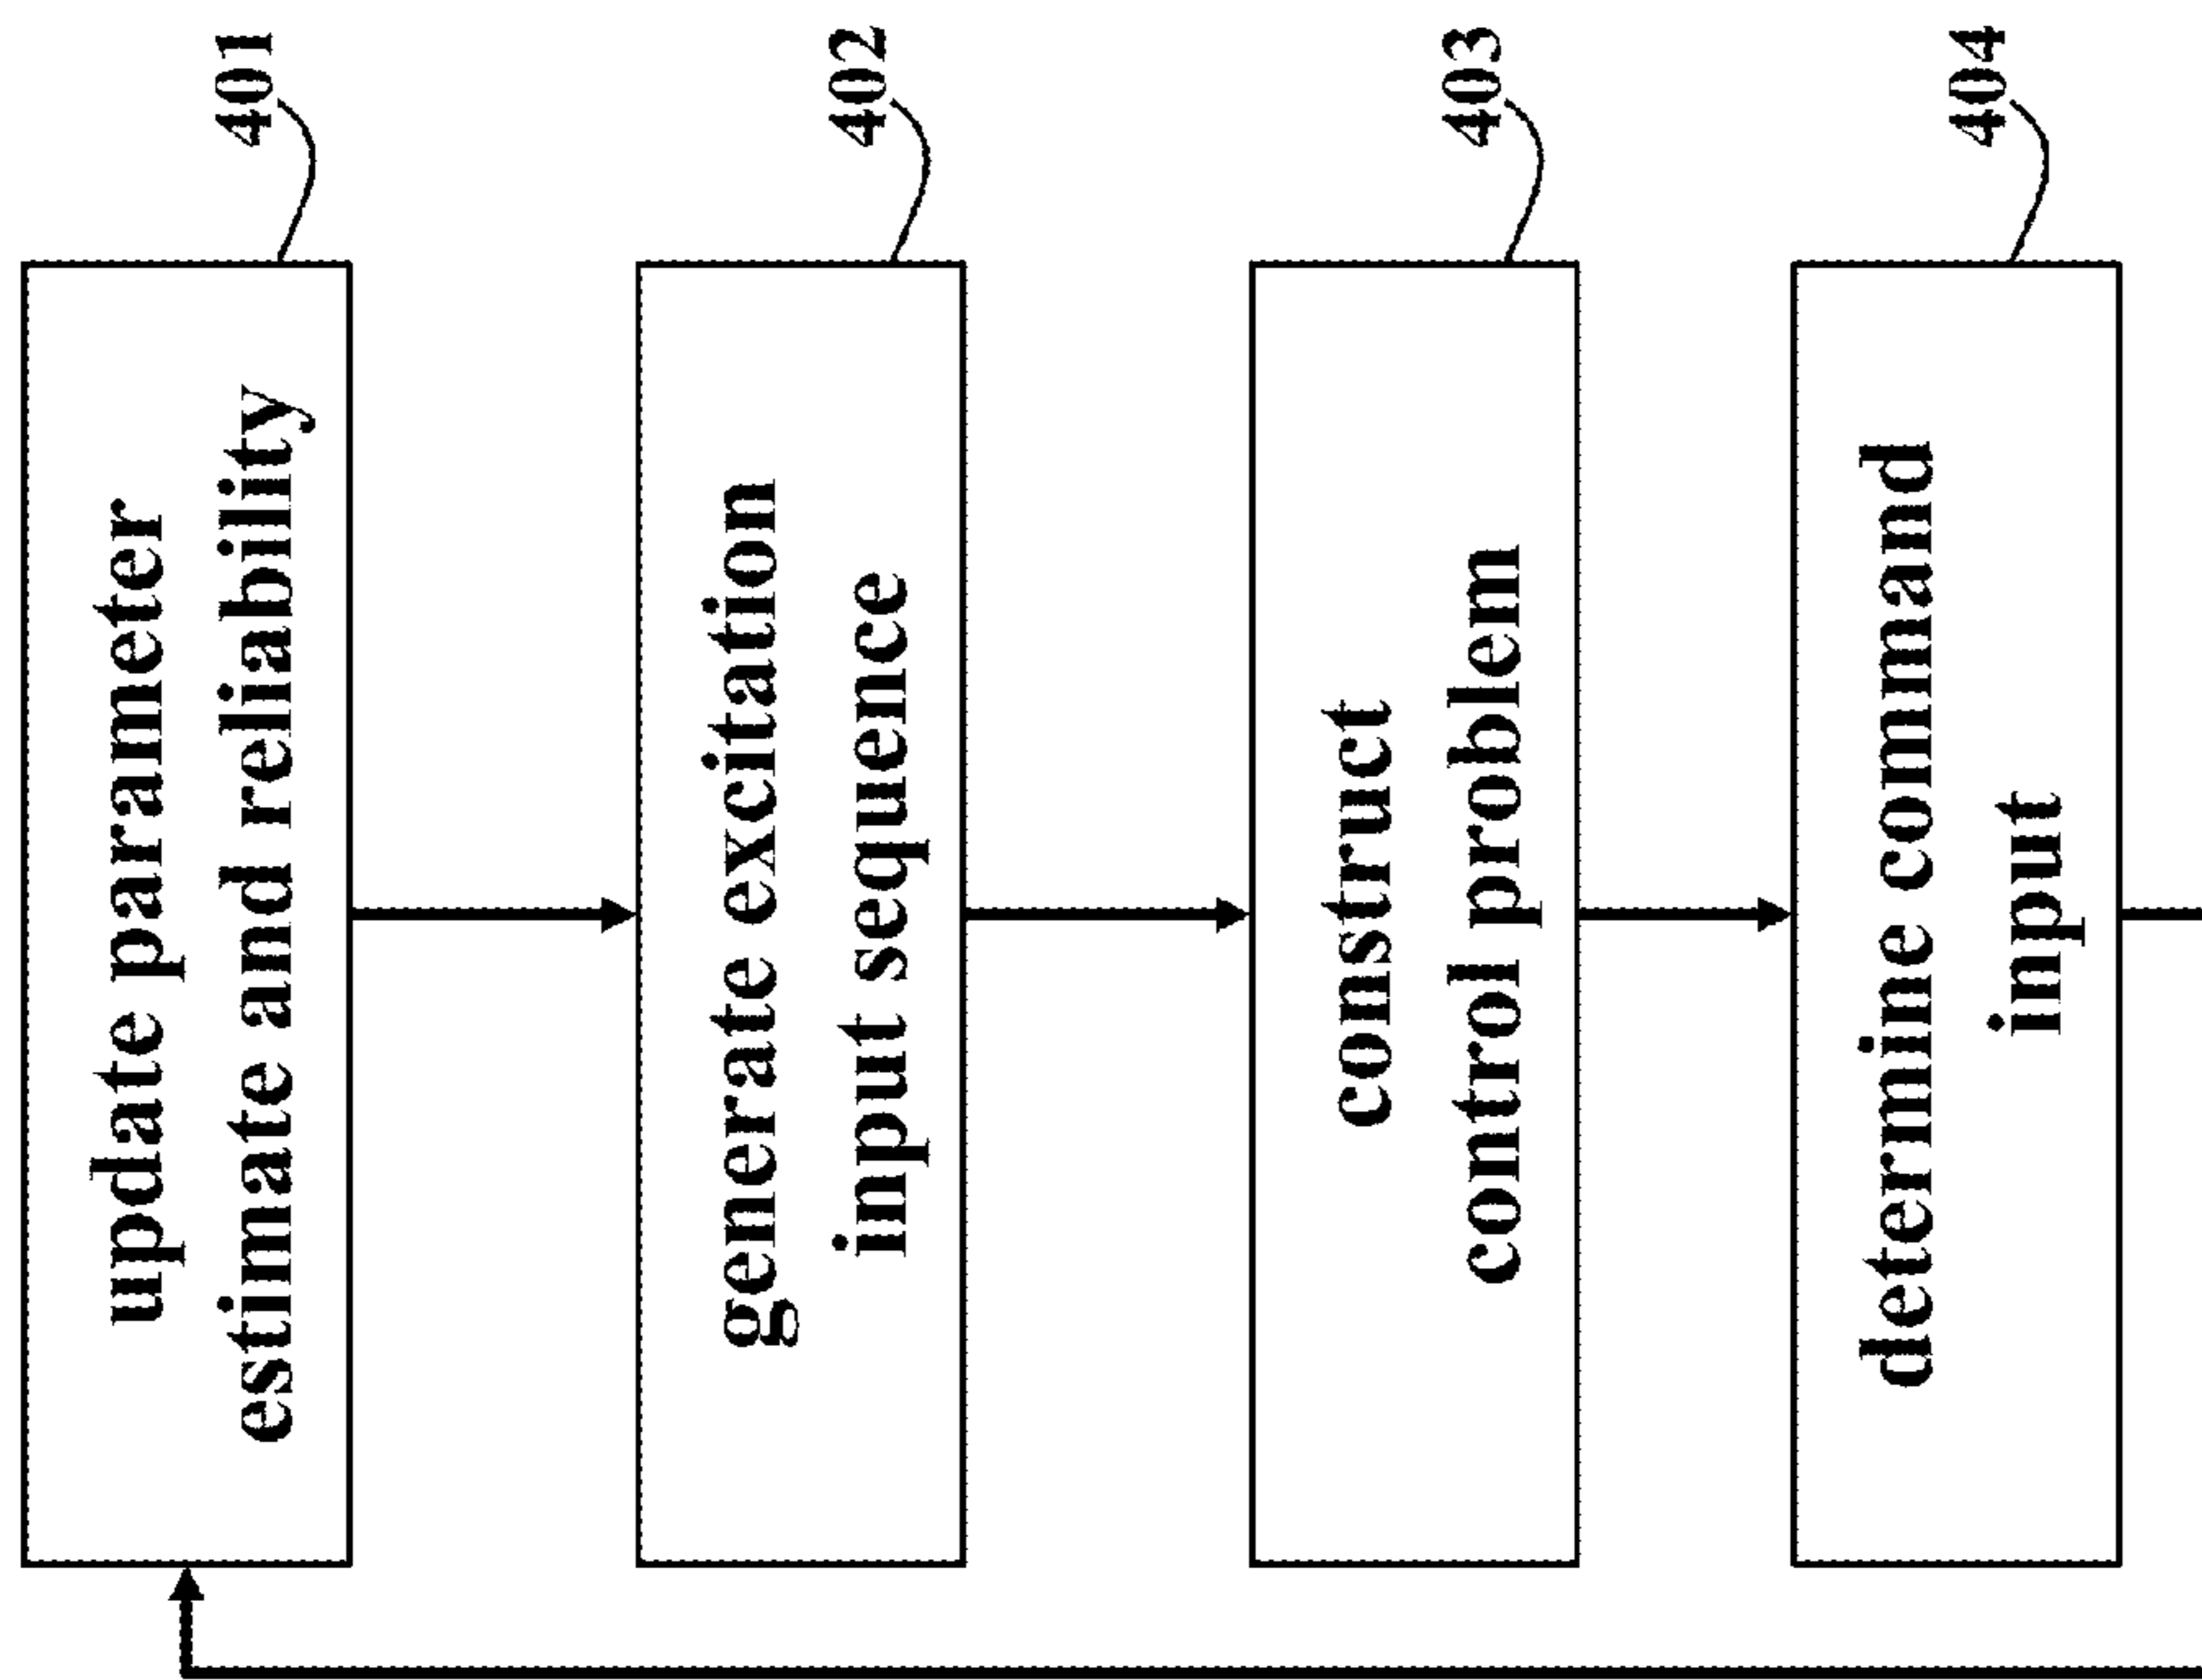 update parameter
estimate and reliability
401
generate excitation
input sequence
402
construct
control problem
403
determine command
input
404